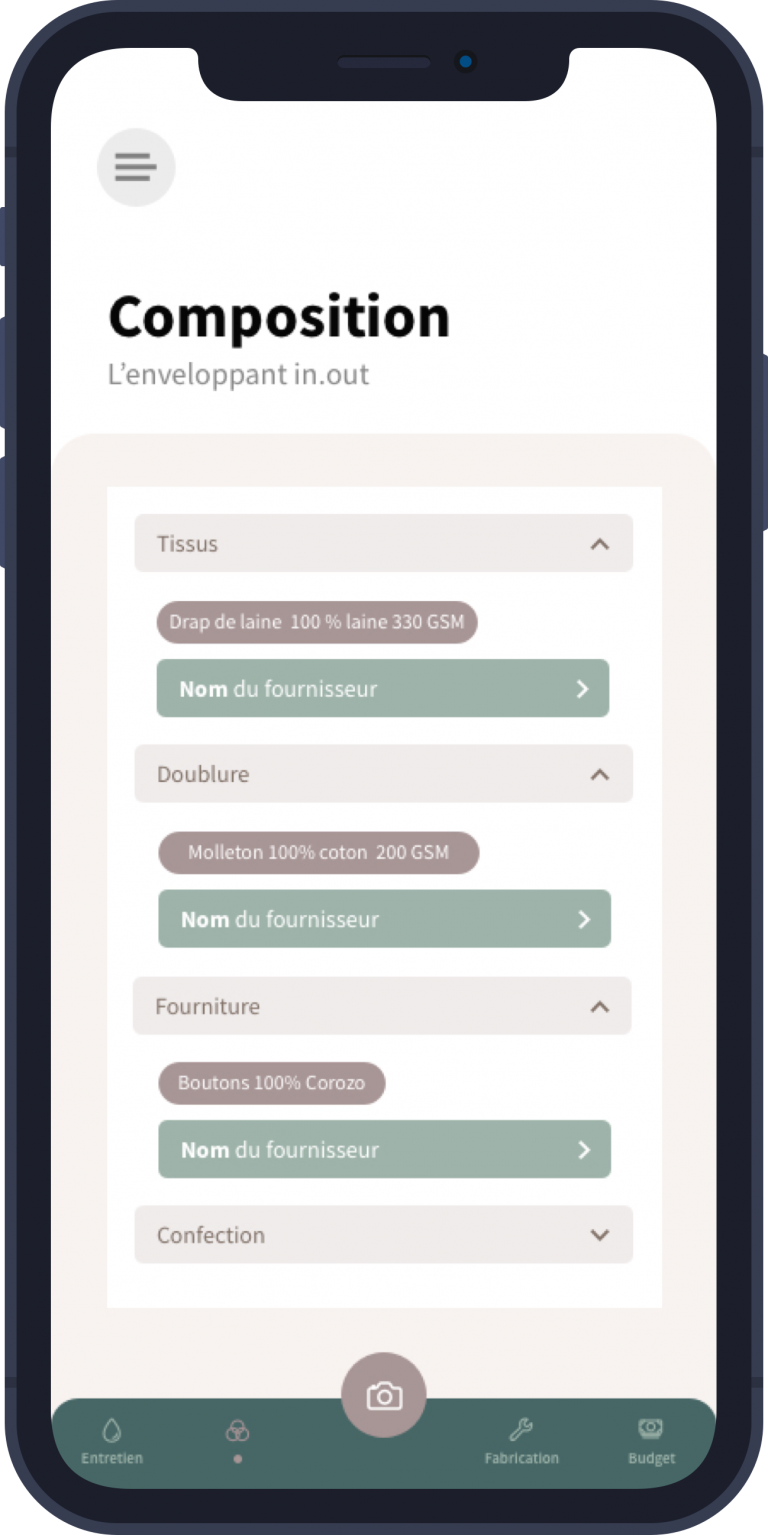 Composition
L’enveloppant in.out
Tissus
Drap de laine  100 % laine 330 GSM
Nom du fournisseur
Doublure
Molleton 100% coton  200 GSM
Nom du fournisseur
Fourniture
Boutons 100% Corozo
Nom du fournisseur
Confection
Entretien
Fabrication
Budget